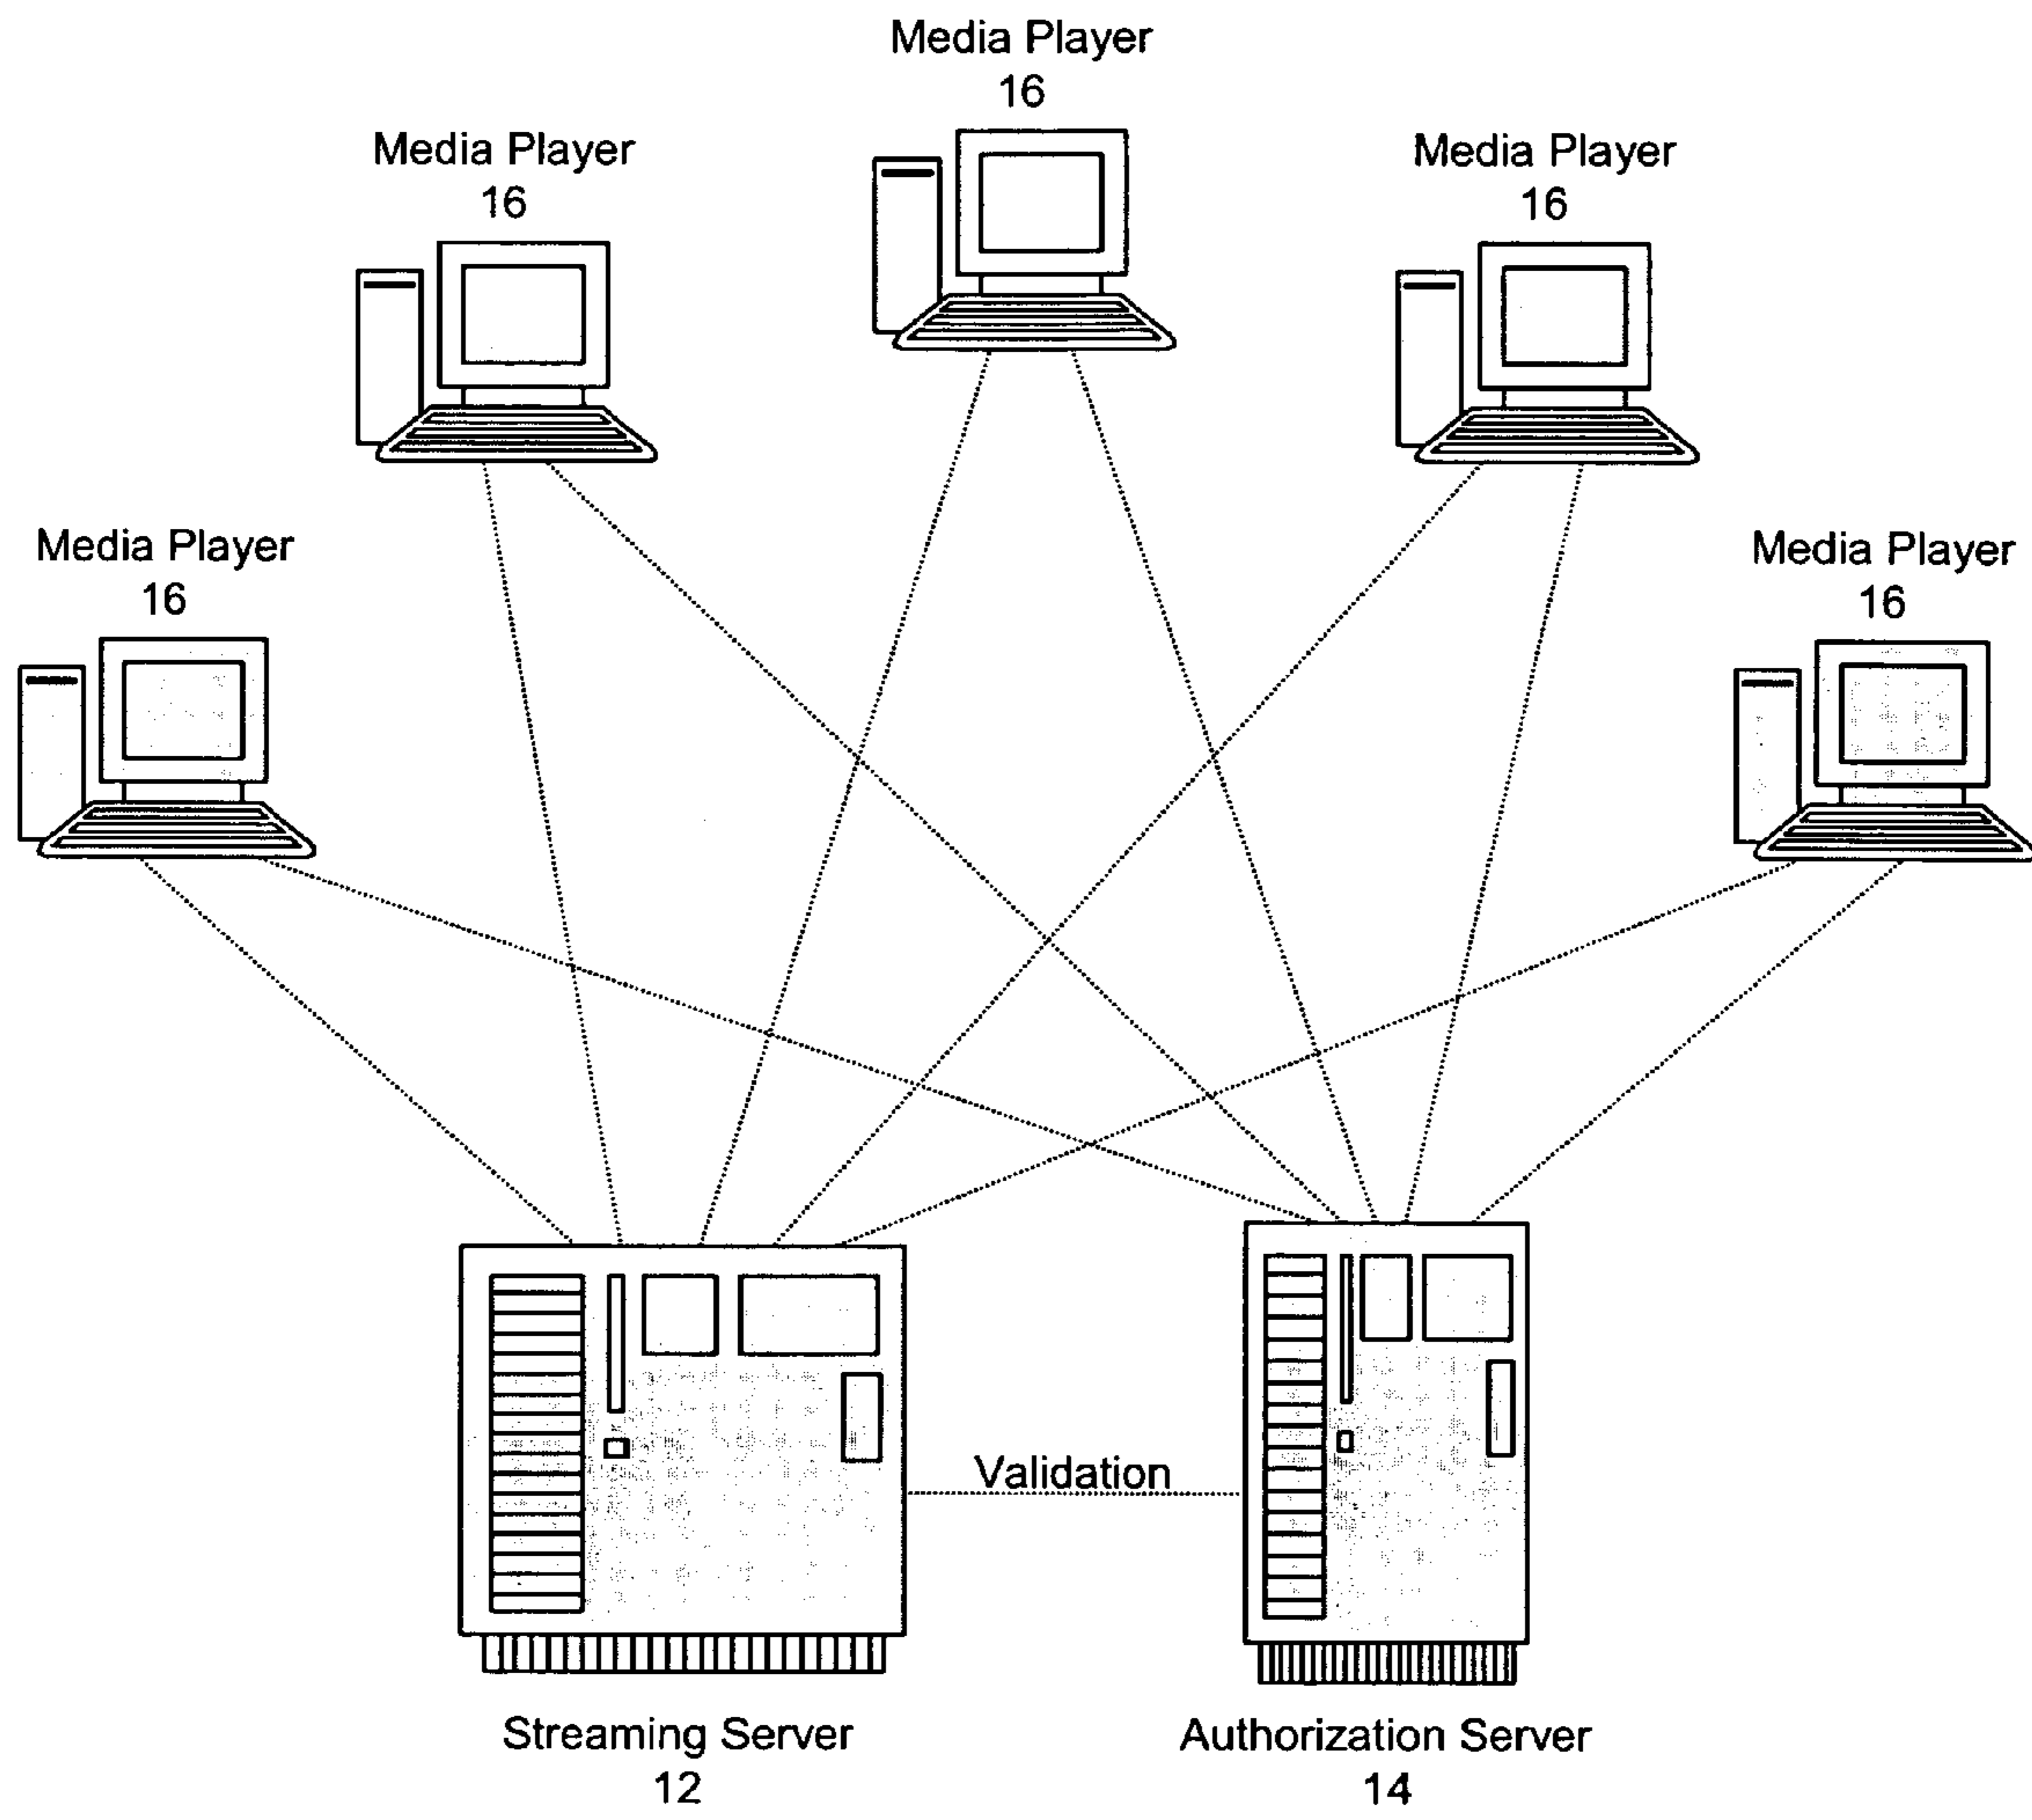 Media Player
16
Media Player
16
Media Player
16
Media Player
16
Media Player
16
Validation
Streaming Server
12
Authorization Server
14